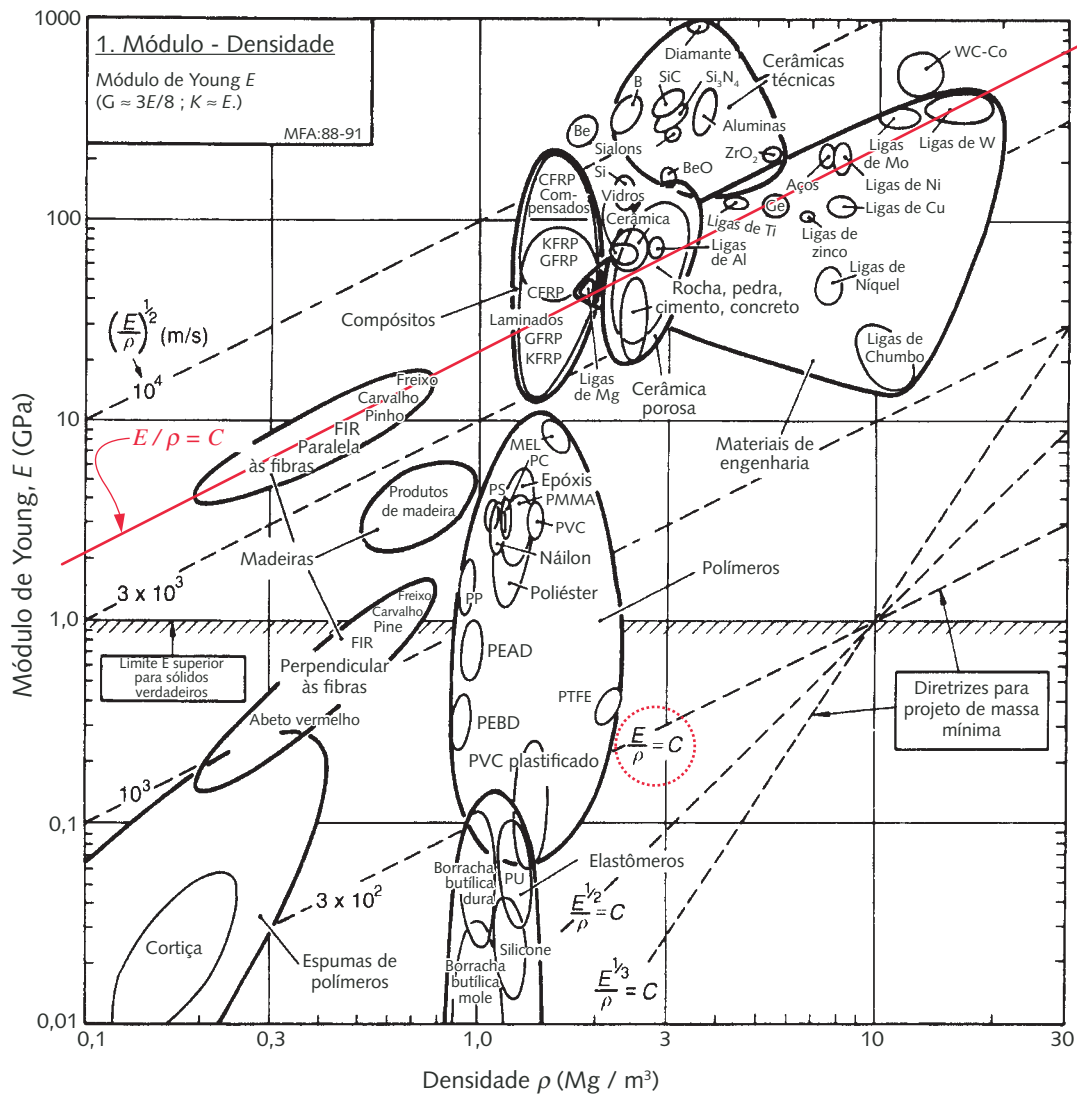 1000
1. Módulo - Densidade
Módulo de Young E
(G ≈ 3E/8 ; K ≈ E.)
MFA:88-91
Diamante
Cerâmicas
técnicas
B
SiC
Si₃N₄
WC-Co
Be
Sialons
Aluminas
Si
BeO
ZrO₂
Ligas
de Mo
Ligas de W
Aços
Ligas de Ni
CFRP
Com-
pensados
Vidros
Cerâmica
100
KFRP
GFRP
CFRP
Laminados
GFRP
KFRP
Ligas
de Al
Ligas
de Ti
Ge
Ligas de Cu
Ligas de
zinco
Rocha, pedra,
cimento, concreto
Ligas de
Níquel
Compósitos
(E/ρ)^½ (m/s)
10⁴
Ligas
de Mg
Cerâmica
porosa
Ligas de
Chumbo
Freixo
Carvalho
Pinho
FIR
Paralela
às fibras
10
E / ρ = C
Materiais de
engenharia
MEL
PC
Epóxis
PS
PMMA
PVC
Náilon
Poliéster
Produtos
de madeira
Madeiras
3 x 10³
Polímeros
PP
Freixo
Carvalho
Pine
FIR
1,0
Limite E superior
para sólidos
verdadeiros
Perpendicular
às fibras
PEAD
PEBD
PTFE
Diretrizes para
projeto de massa
mínima
Abeto vermelho
E/ρ = C
PVC plastificado
10³
0,1
Borracha
butílica
dura
PU
Elastômeros
3 x 10²
E^½/ρ = C
Cortiça
Espumas de
polímeros
Silicone
Borracha
butílica
mole
E^⅓/ρ = C
0,01
0,1
0,3
1,0
3
10
30
Módulo de Young, E (GPa)
Densidade ρ (Mg / m³)